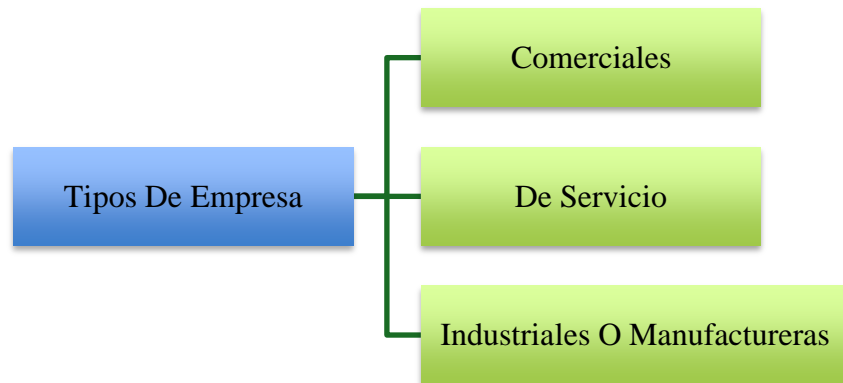 Comerciales
Tipos De Empresa
De Servicio
Industriales O Manufactureras